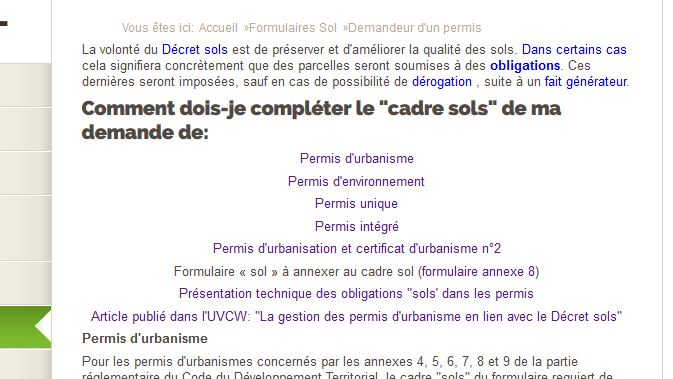 Vous êtes ici: Accueil »Formulaires Sol »Demandeur d'un permis
La volonté du Décret sols est de préserver et d'améliorer la qualité des sols. Dans certains cas
cela signifiera concrètement que des parcelles seront soumises à des obligations. Ces
dernières seront imposées, sauf en cas de possibilité de dérogation , suite à un fait générateur.
Comment dois-je compléter le "cadre sols" de ma
demande de:
Permis d'urbanisme
Permis d'environnement
Permis unique
Permis intégré
Permis d'urbanisation et certificat d'urbanisme n°2
Formulaire « sol » à annexer au cadre sol (formulaire annexe 8)
Présentation technique des obligations "sols' dans les permis
Article publié dans l'UVCW: "La gestion des permis d'urbanisme en lien avec le Décret sols"
Permis d'urbanisme
Pour les permis d'urbanismes concernés par les annexes 4, 5, 6, 7, 8 et 9 de la partie
réglementaire du Code du Développement Territorial, le cadre "sols" du formulaire requiert de